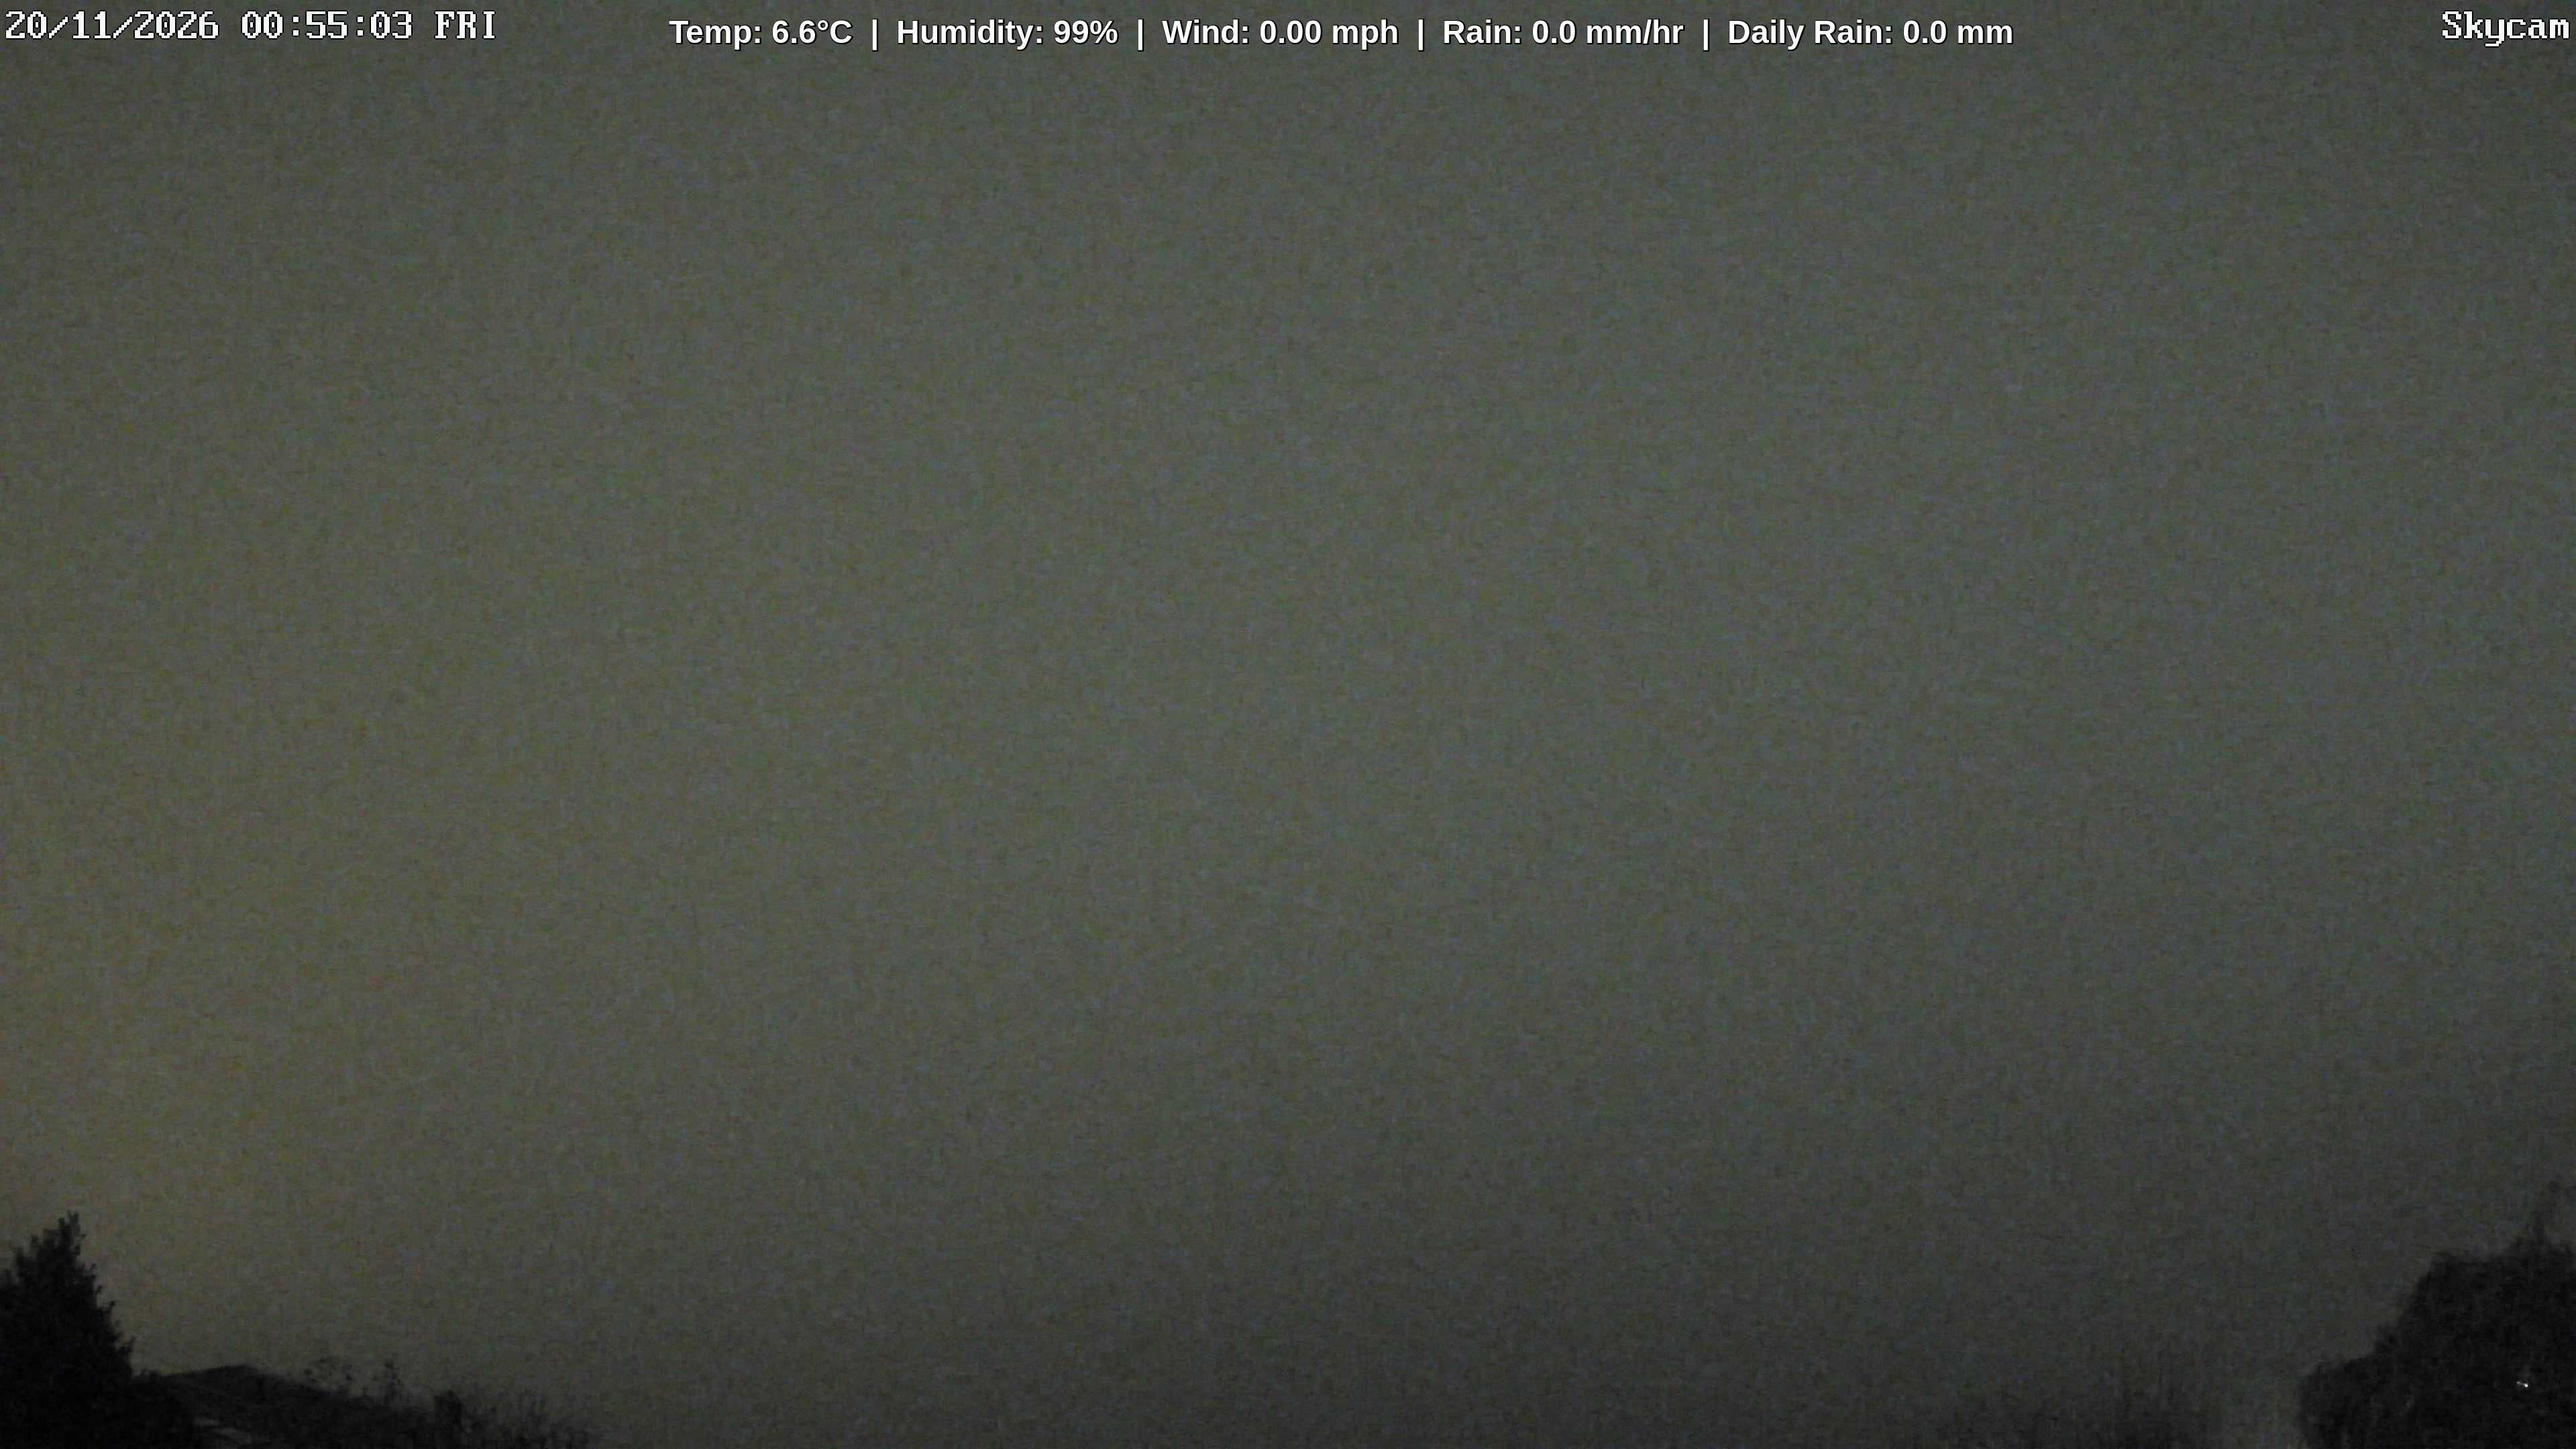 20/11/2026 00:55:03 FRI
Temp: 6.6°C | Humidity: 99% | Wind: 0.00 mph | Rain: 0.0 mm/hr | Daily Rain: 0.0 mm
Skycam